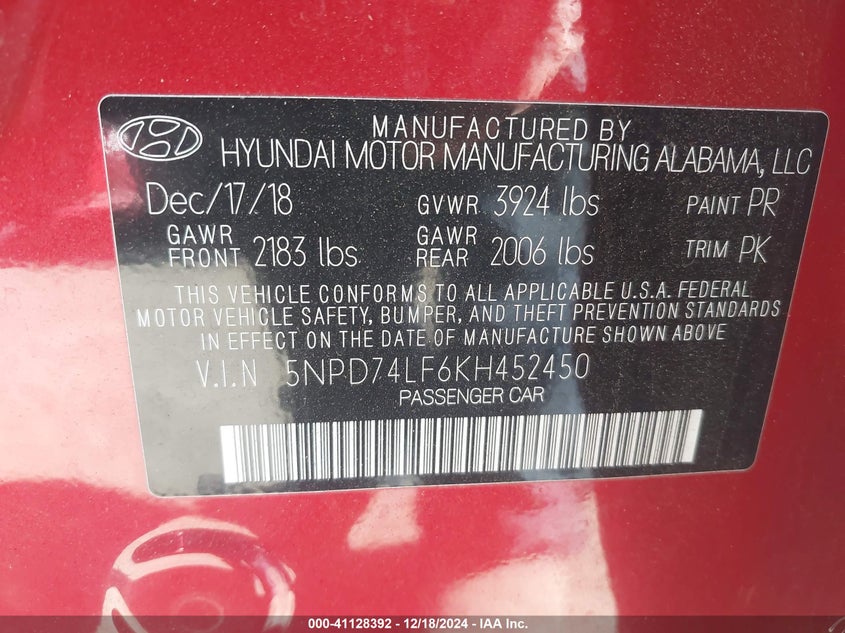 MANUFACTURED BY
HYUNDAI MOTOR MANUFACTURING ALABAMA, LLC
Dec/17/18 GVWR 3924 lbs PAINT PR
GAWR FRONT 2183 lbs GAWR REAR 2006 lbs TRIM PK
THIS VEHICLE CONFORMS TO ALL APPLICABLE U.S.A. FEDERAL
MOTOR VEHICLE SAFETY, BUMPER, AND THEFT PREVENTION STANDARDS
IN EFFECT ON THE DATE OF MANUFACTURE SHOWN ABOVE
V.I.N 5NPD74LF6KH452450
PASSENGER CAR
000-41128392 - 12/18/2024 - IAA Inc.